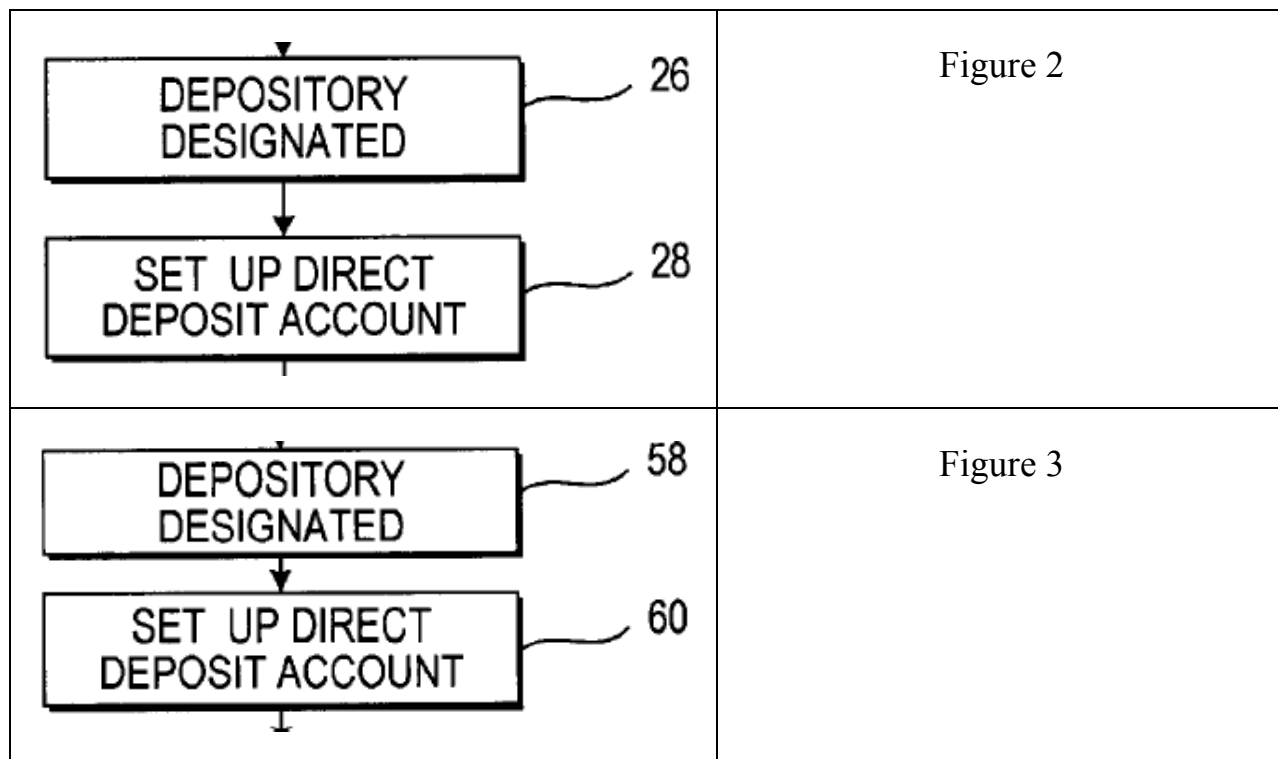 DEPOSITORY
DESIGNATED
26
SET UP DIRECT
DEPOSIT ACCOUNT
28
Figure 2
DEPOSITORY
DESIGNATED
58
SET UP DIRECT
DEPOSIT ACCOUNT
60
Figure 3